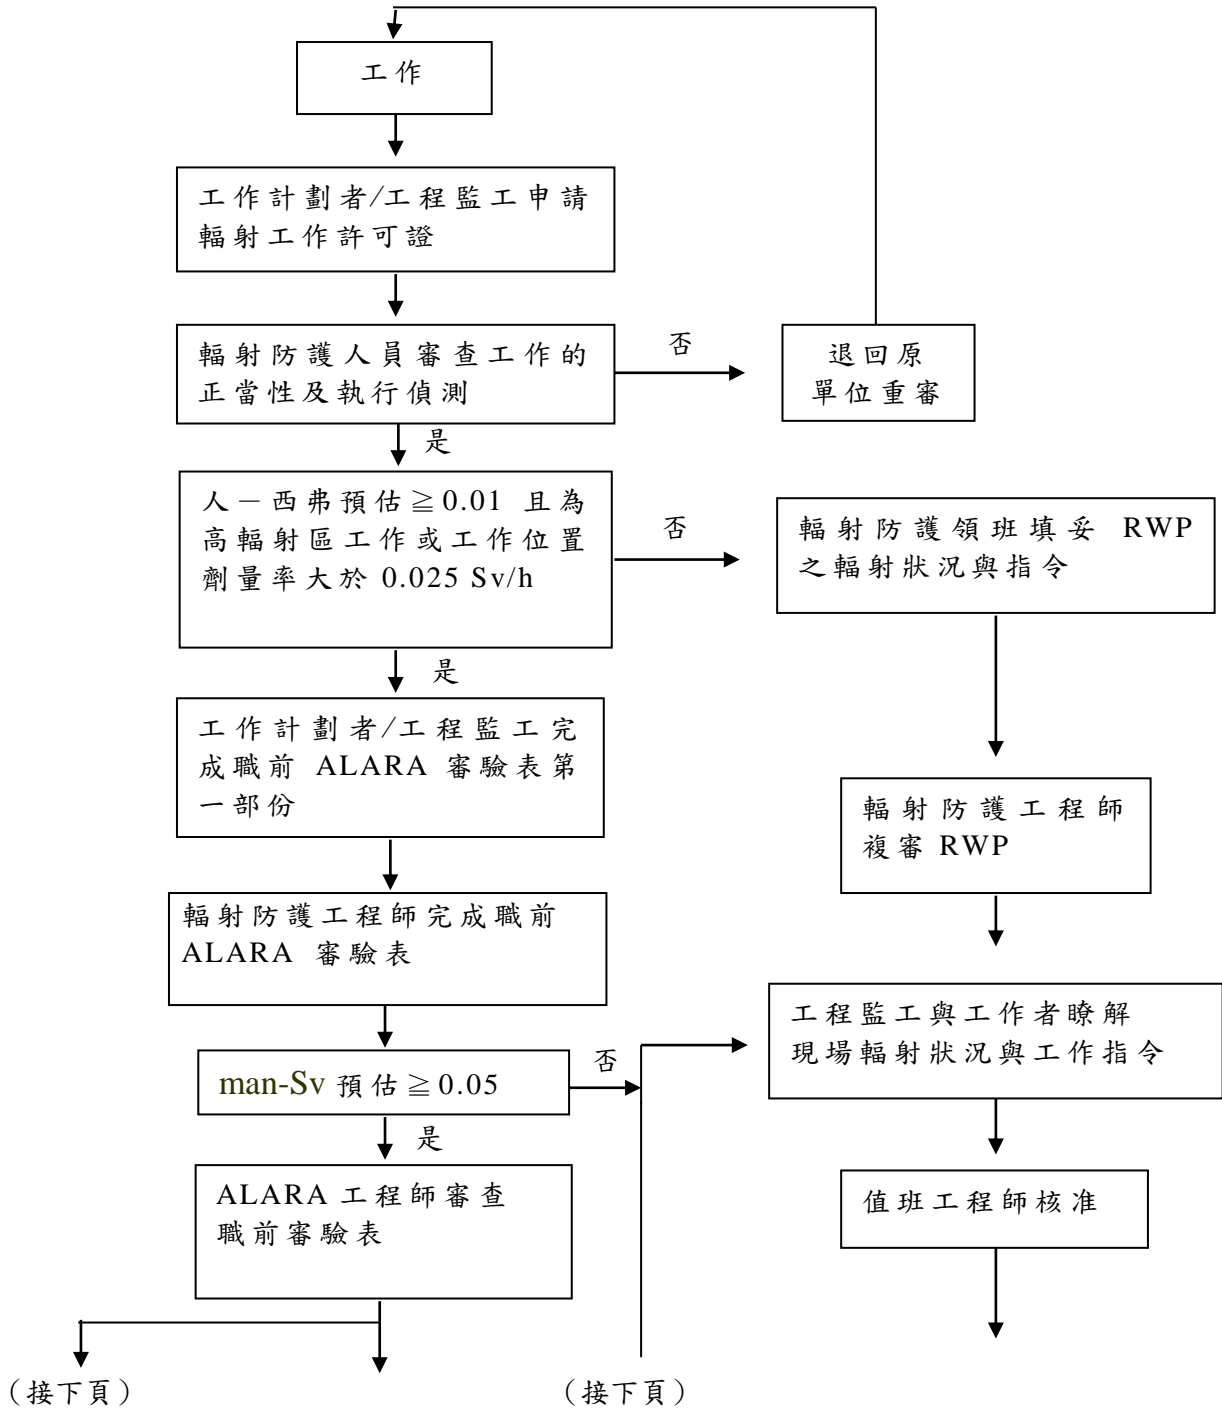 工作
工作計劃者/工程監工申請
輻射工作許可證
輻射防護人員審查工作的
正當性及執行偵測
否
退回原
單位重審
是
人－西弗預估≧0.01 且為
高輻射區工作或工作位置
劑量率大於 0.025 Sv/h
否
輻射防護領班填妥 RWP
之輻射狀況與指令
是
工作計劃者/工程監工完
成職前 ALARA 審驗表第
一部份
輻射防護工程師
複審 RWP
輻射防護工程師完成職前
ALARA 審驗表
工程監工與工作者瞭解
現場輻射狀況與工作指令
man-Sv 預估≧0.05
否
是
ALARA 工程師審查
職前審驗表
值班工程師核准
（接下頁）
（接下頁）